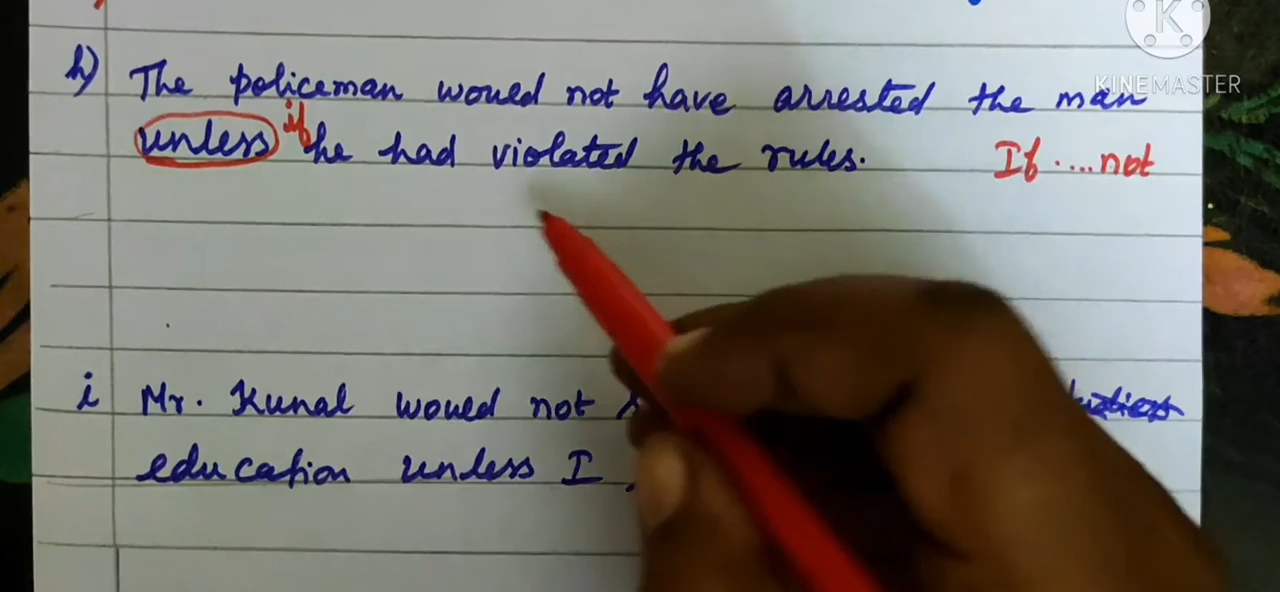 K
KINEMASTER
h) The policeman would not have arrested the man
unless if he had violated the rules. If ....not
i Mr. Kunal would not
education unless I